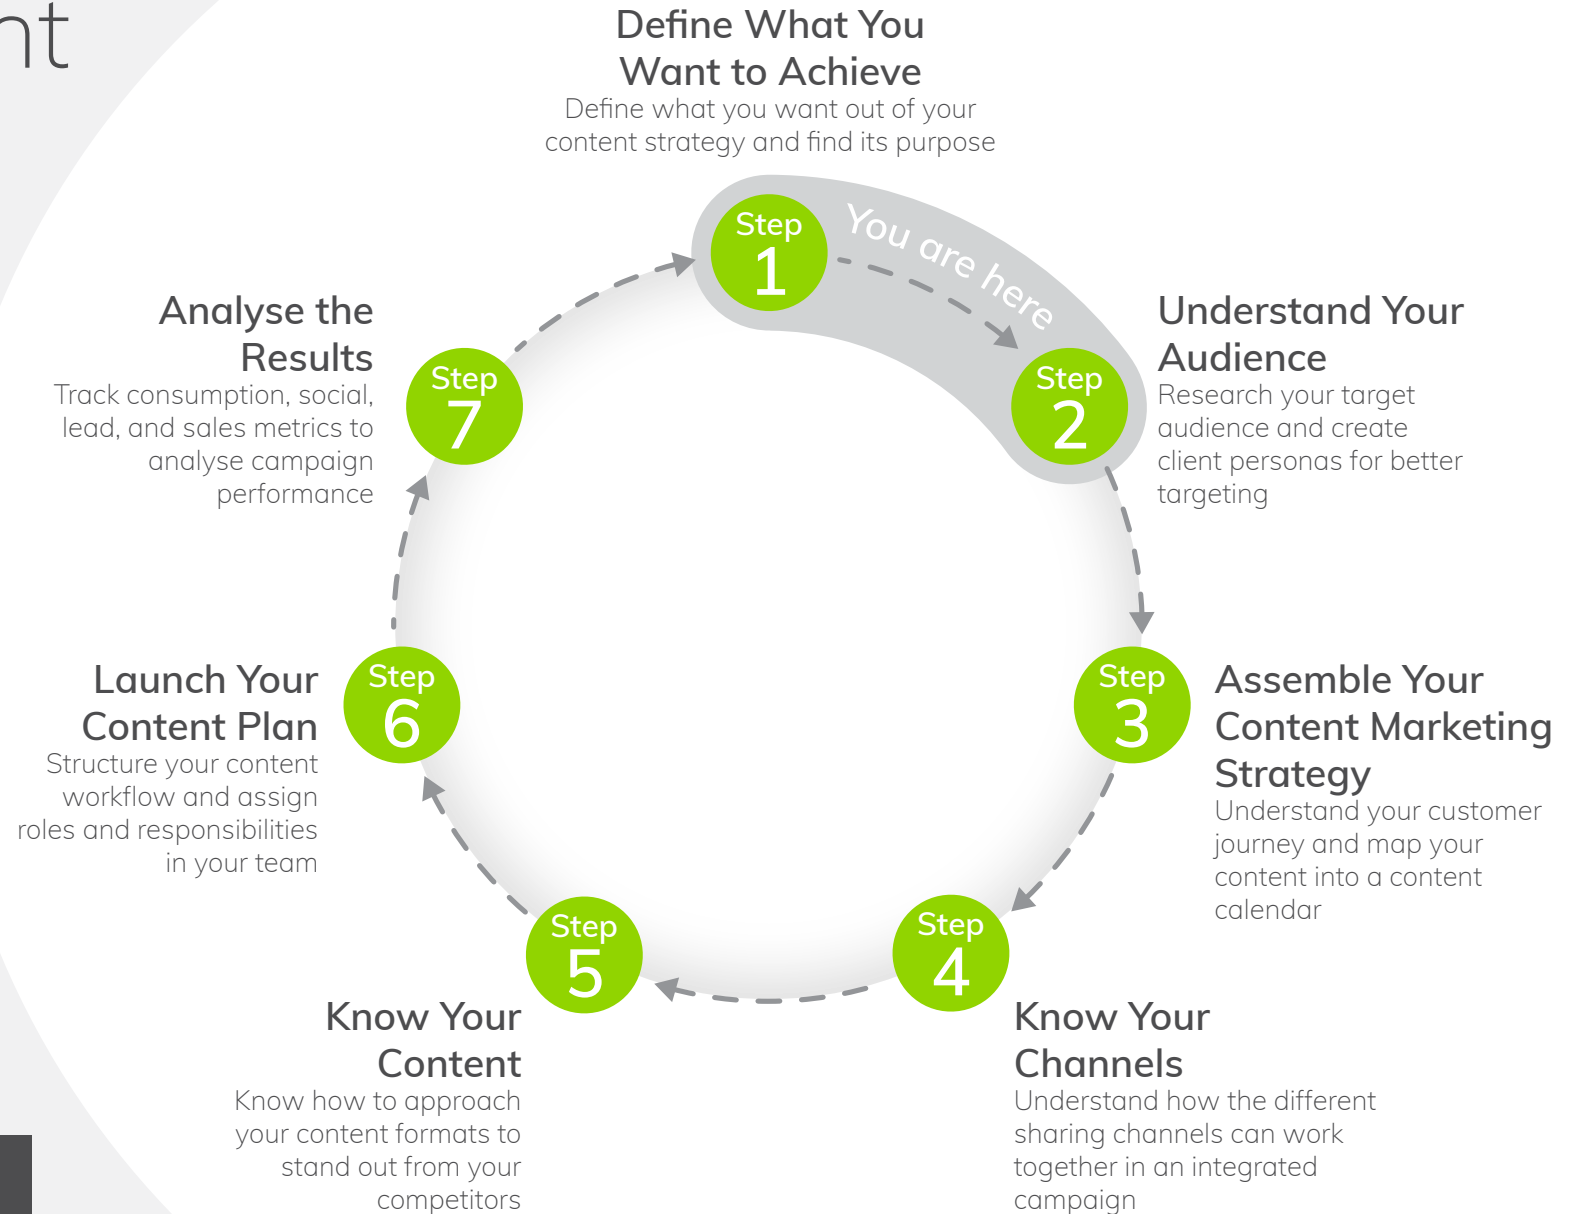 nt
Define What You
Want to Achieve
Define what you want out of your
content strategy and find its purpose
Step
1
You are here
Step
2
Understand Your
Audience
Research your target
audience and create
client personas for better
targeting
Step
3
Assemble Your
Content Marketing
Strategy
Understand your customer
journey and map your
content into a content
calendar
Step
4
Know Your
Channels
Understand how the different
sharing channels can work
together in an integrated
campaign
Step
5
Know Your
Content
Know how to approach
your content formats to
stand out from your
competitors
Step
6
Launch Your
Content Plan
Structure your content
workflow and assign
roles and responsibilities
in your team
Step
7
Analyse the
Results
Track consumption, social,
lead, and sales metrics to
analyse campaign
performance